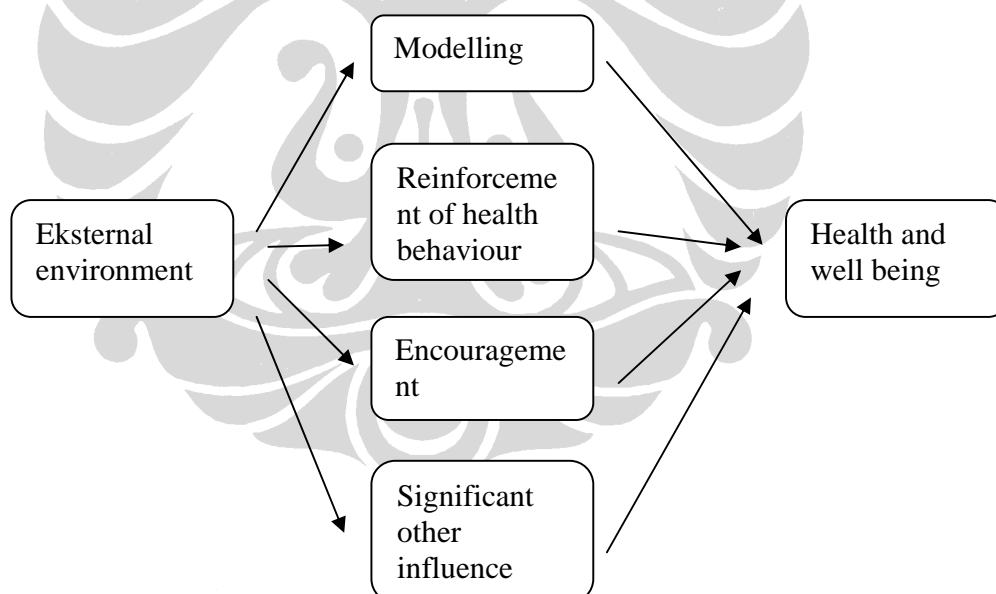 Modelling
Reinforceme
nt of health
behaviour
Eksternal
environment
Health and
well being
Encourageme
nt
Significant
other
influence